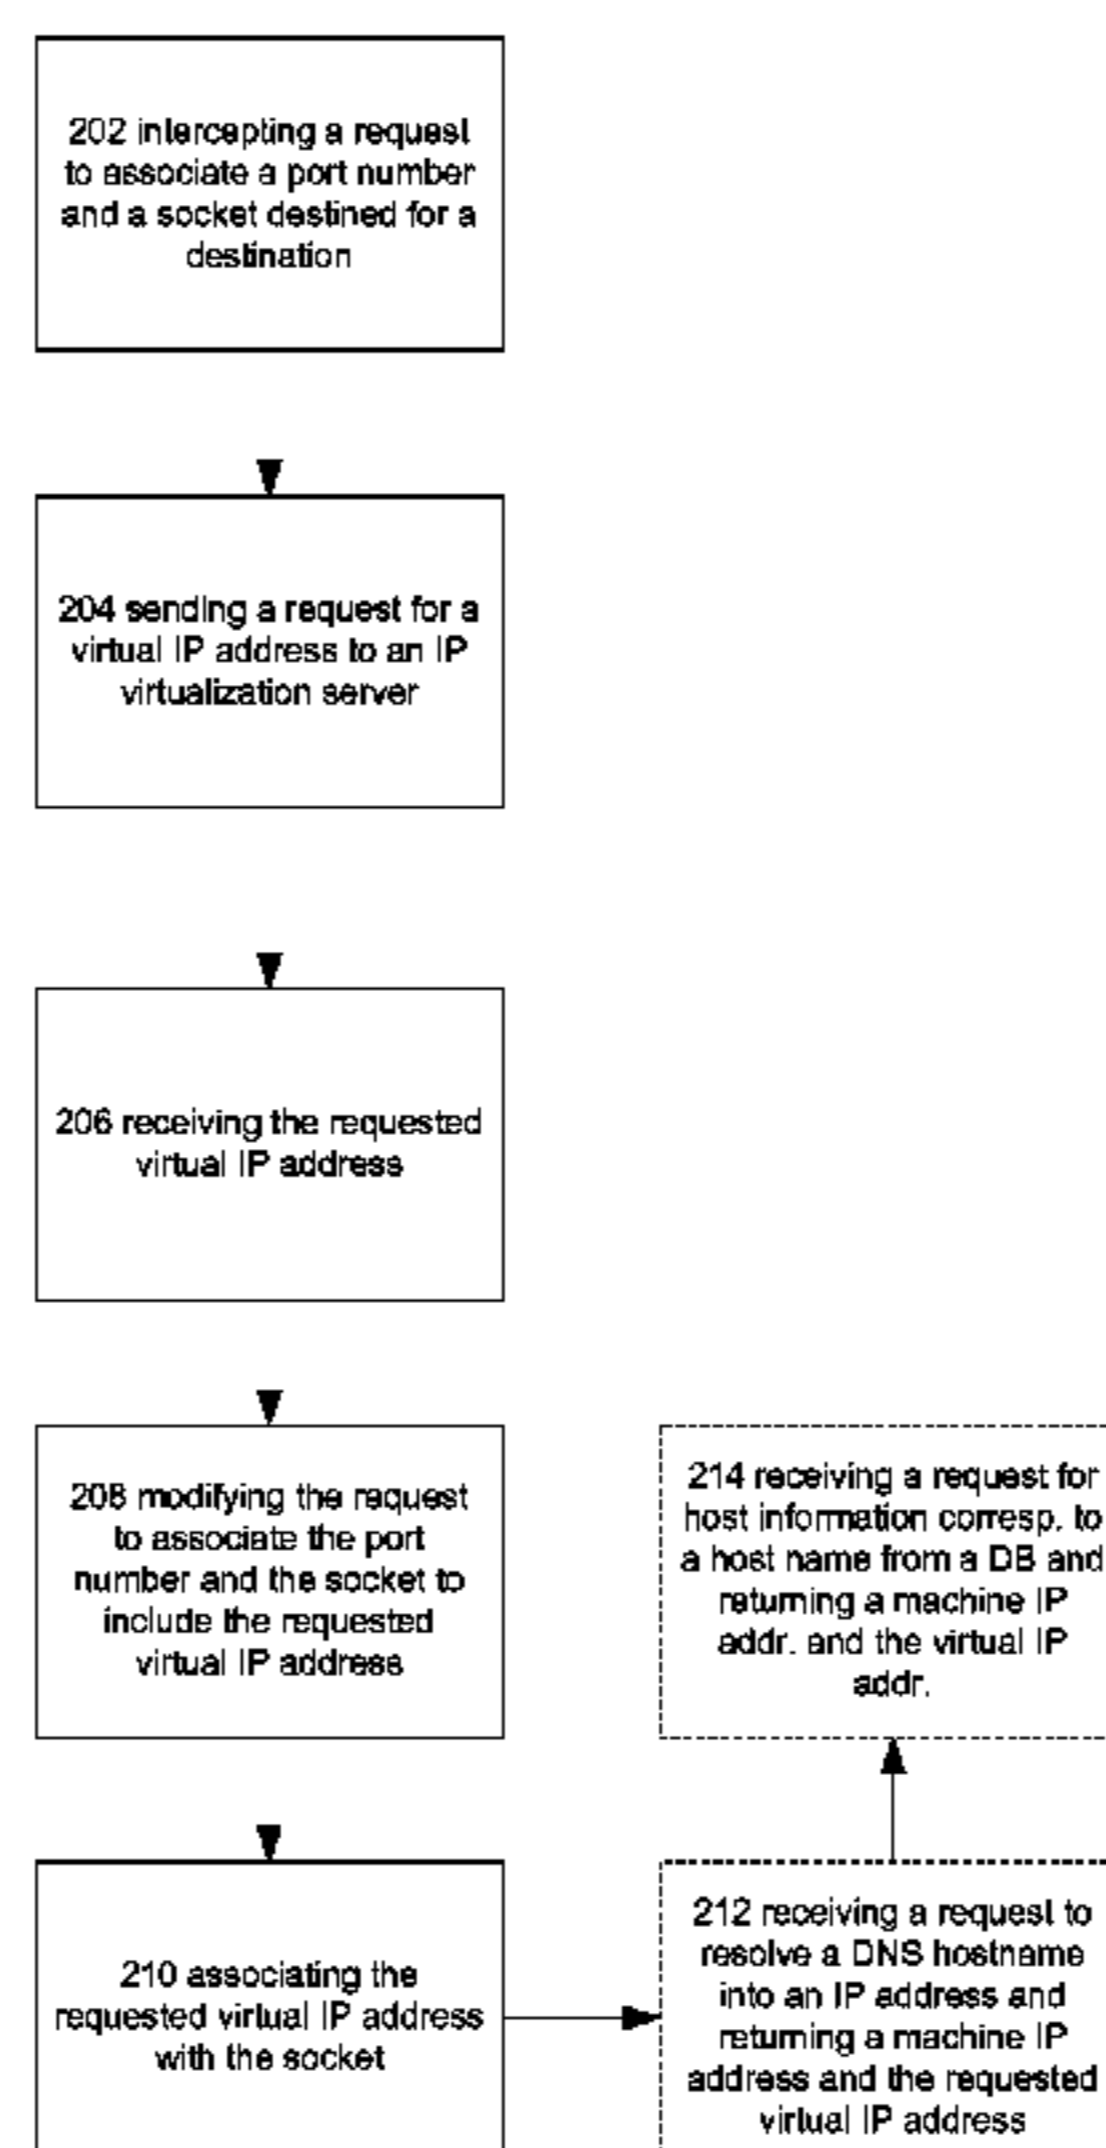 202 intercepting a request
to associate a port number
and a socket destined for a
destination
204 sending a request for a
virtual IP address to an IP
virtualization server
206 receiving the requested
virtual IP address
208 modifying the request
to associate the port
number and the socket to
include the requested
virtual IP address
214 receiving a request for
host information corresp. to
a host name from a DB and
returning a machine IP
addr. and the virtual IP
addr.
210 associating the
requested virtual IP address
with the socket
212 receiving a request to
resolve a DNS hostname
into an IP address and
returning a machine IP
address and the requested
virtual IP address